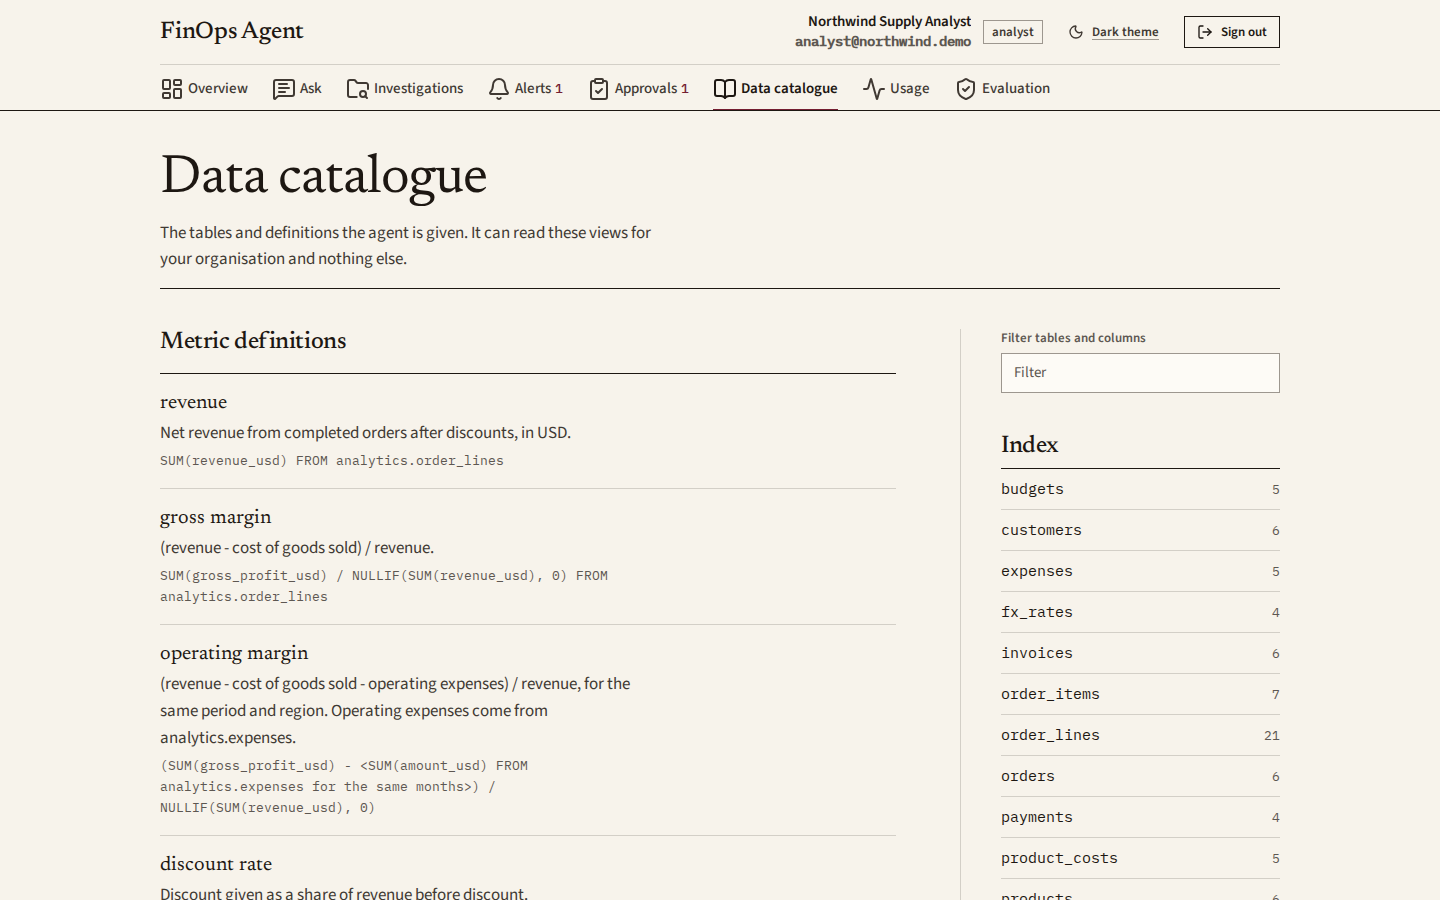 FinOps Agent
Northwind Supply Analyst
analyst@northwind.demo
analyst
Dark theme
Sign out
Overview
Ask
Investigations
Alerts 1
Approvals 1
Data catalogue
Usage
Evaluation
Data catalogue
The tables and definitions the agent is given. It can read these views for
your organisation and nothing else.
Metric definitions
revenue
Net revenue from completed orders after discounts, in USD.
SUM(revenue_usd) FROM analytics.order_lines
gross margin
(revenue - cost of goods sold) / revenue.
SUM(gross_profit_usd) / NULLIF(SUM(revenue_usd), 0) FROM
analytics.order_lines
operating margin
(revenue - cost of goods sold - operating expenses) / revenue, for the
same period and region. Operating expenses come from
analytics.expenses.
(SUM(gross_profit_usd) - <SUM(amount_usd) FROM
analytics.expenses for the same months>) /
NULLIF(SUM(revenue_usd), 0)
discount rate
Discount given as a share of revenue before discount.
Filter tables and columns
Filter
Index
budgets 5
customers 6
expenses 5
fx_rates 4
invoices 6
order_items 7
order_lines 21
orders 6
payments 4
product_costs 5
products 6